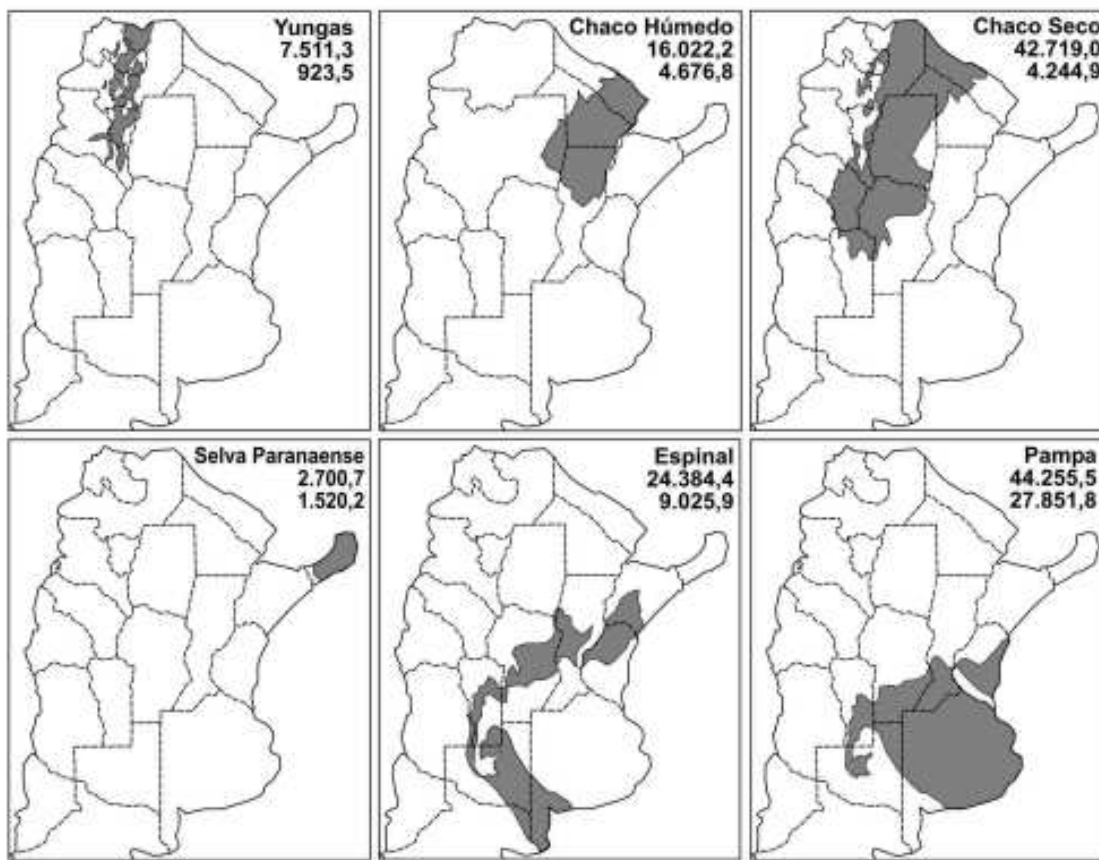 Yungas
7.511,3
923,5
Chaco Húmedo
16.022,2
4.676,8
Chaco Seco
42.719,0
4.244,9
Selva Paranaense
2.700,7
1.520,2
Espinal
24.384,4
9.025,9
Pampa
44.255,5
27.851,8